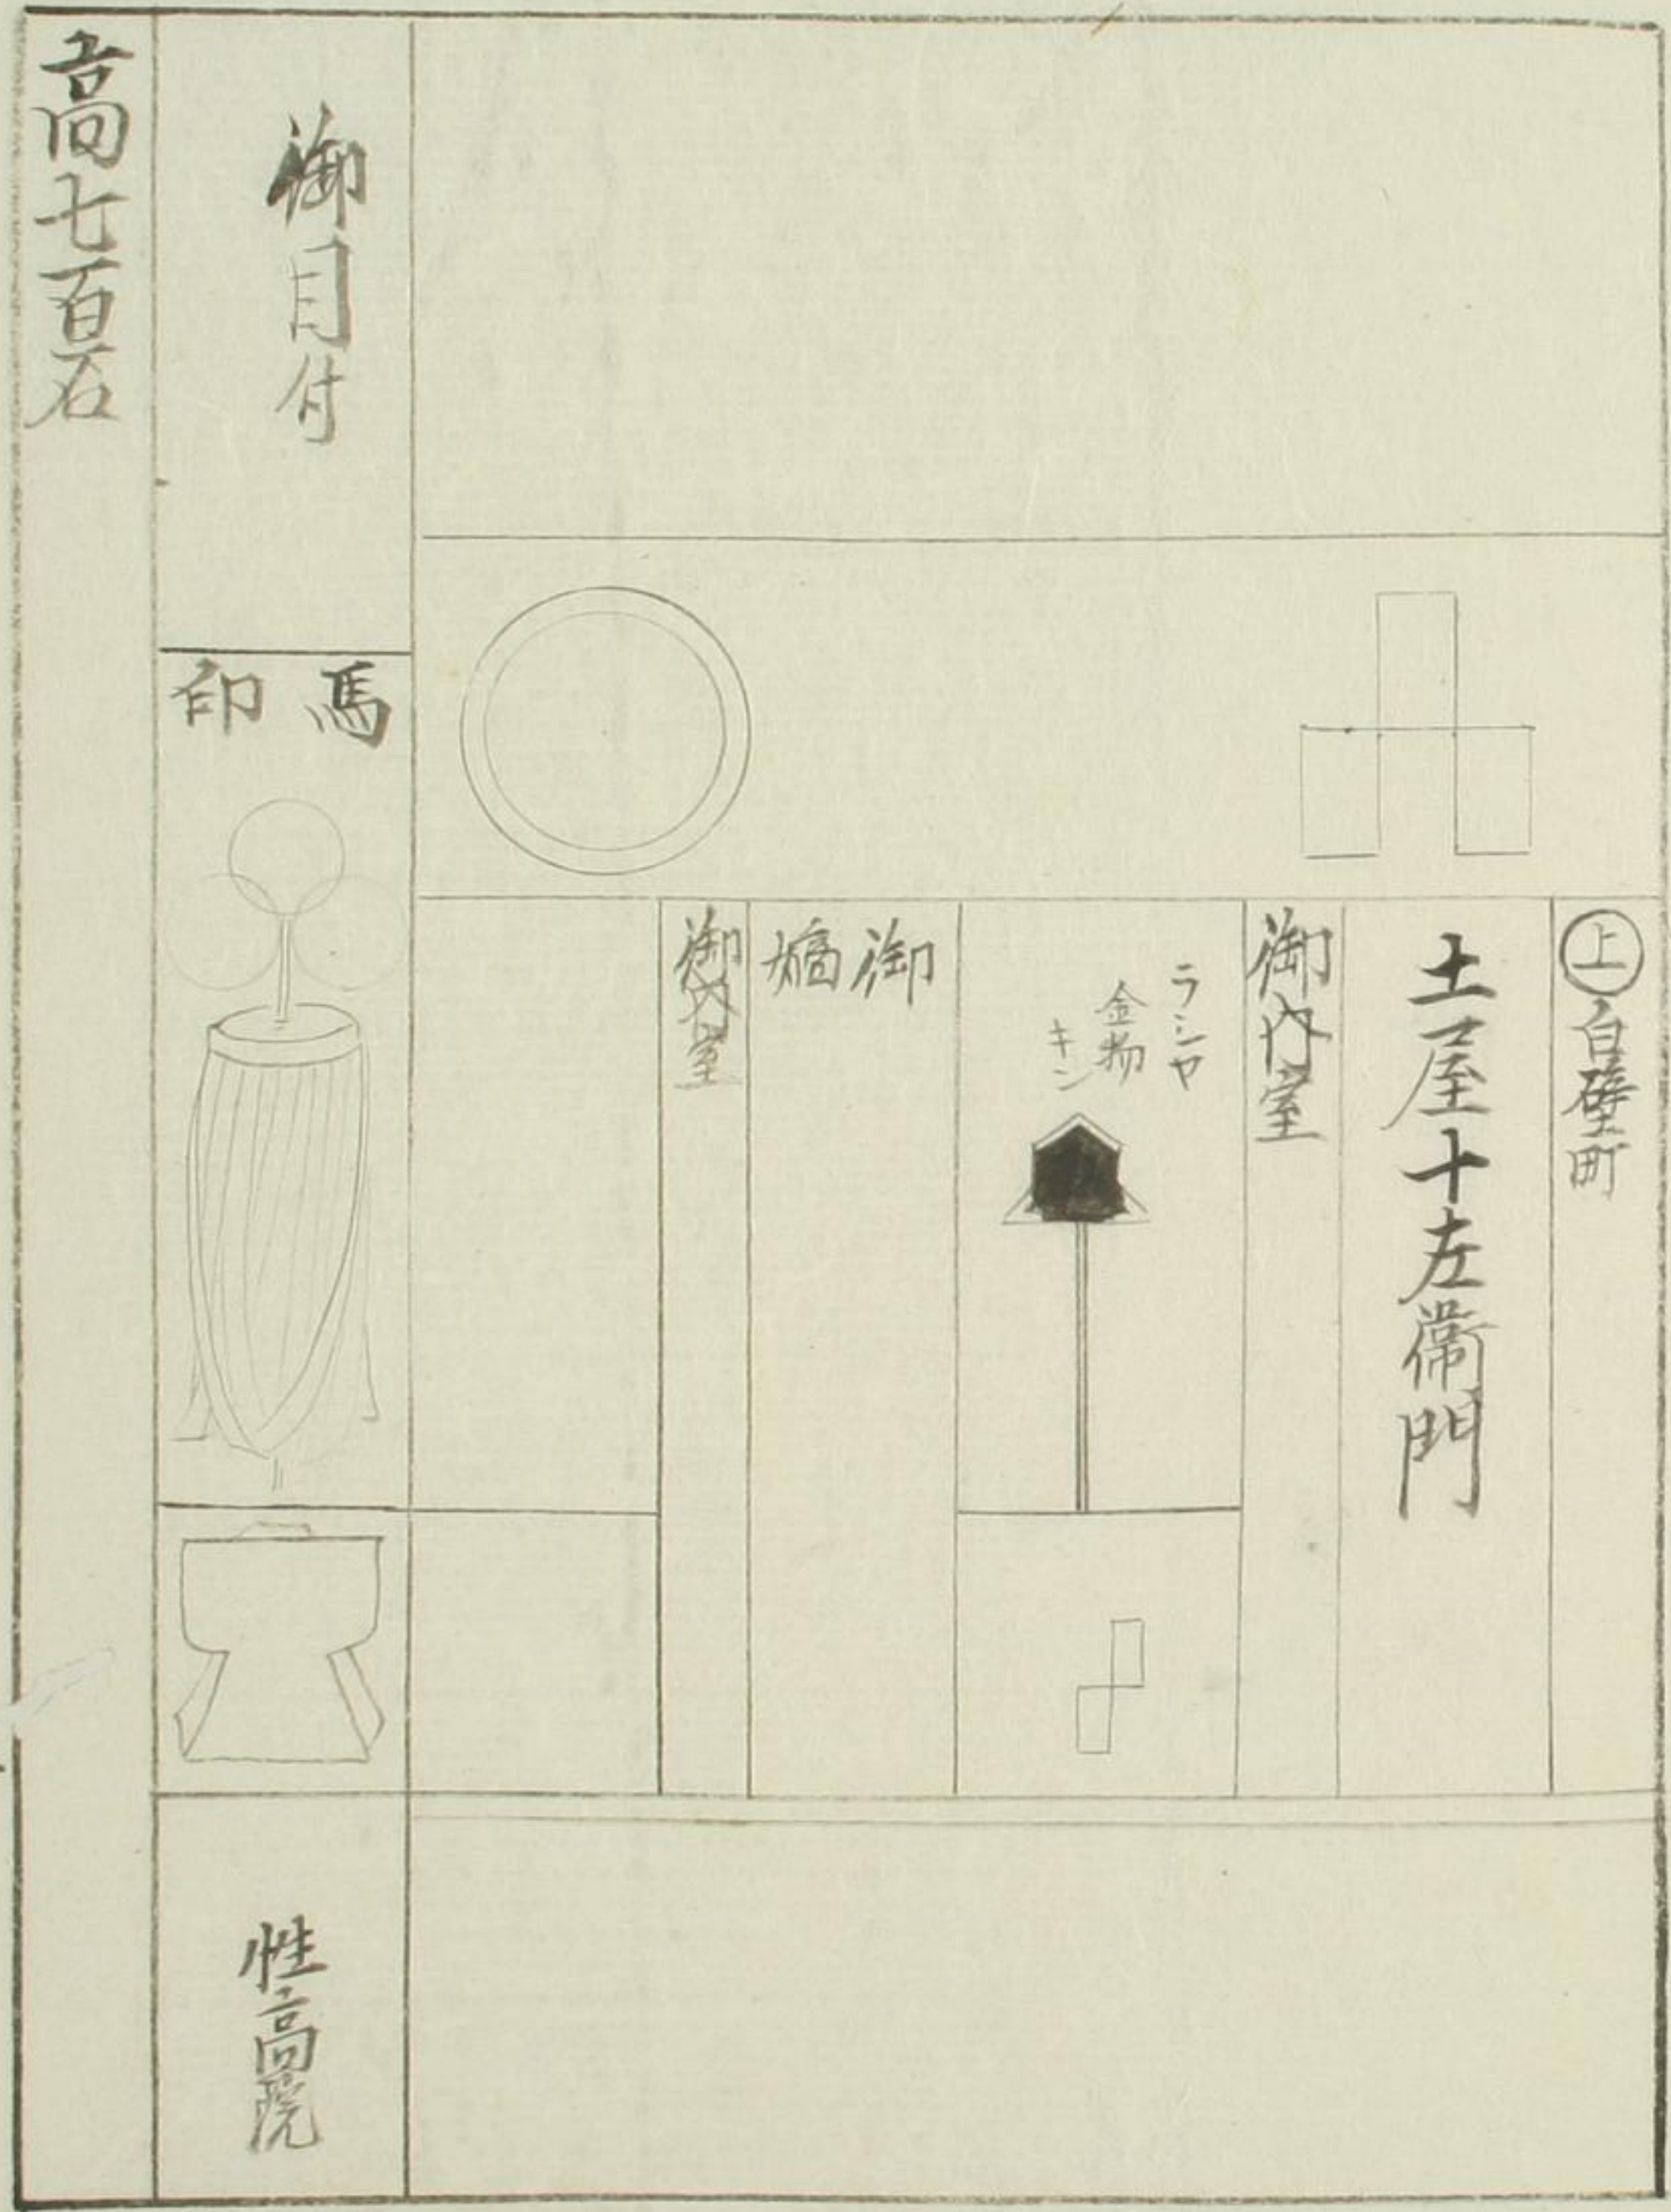 ㊤白壁町
土屋十左衛門
御内室
ラシヤ
金物
キン
御嫡
御内室
御目付
馬印
性高院
高七百石